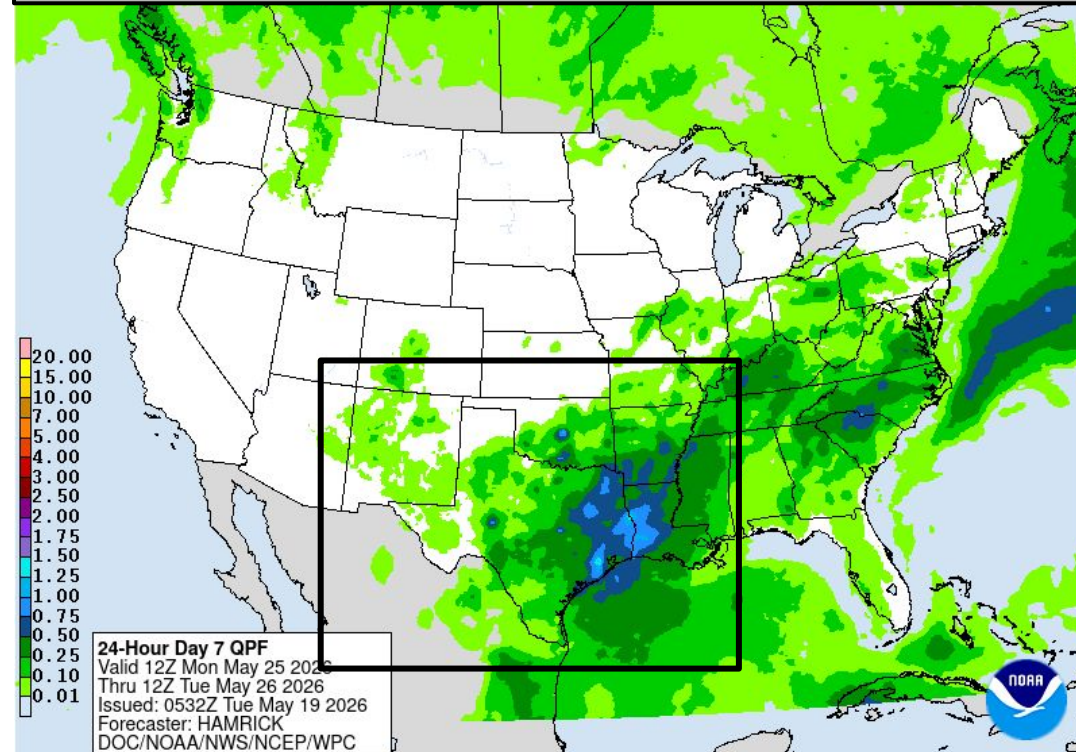 20.00
15.00
10.00
7.00
5.00
4.00
3.00
2.50
2.00
1.75
1.50
1.25
1.00
0.75
0.50
0.25
0.10
0.01
24-Hour Day 7 QPF
Valid 12Z Mon May 25 2026
Thru 12Z Tue May 26 2026
Issued: 0532Z Tue May 19 2026
Forecaster: HAMRICK
DOC/NOAA/NWS/NCEP/WPC
NOAA